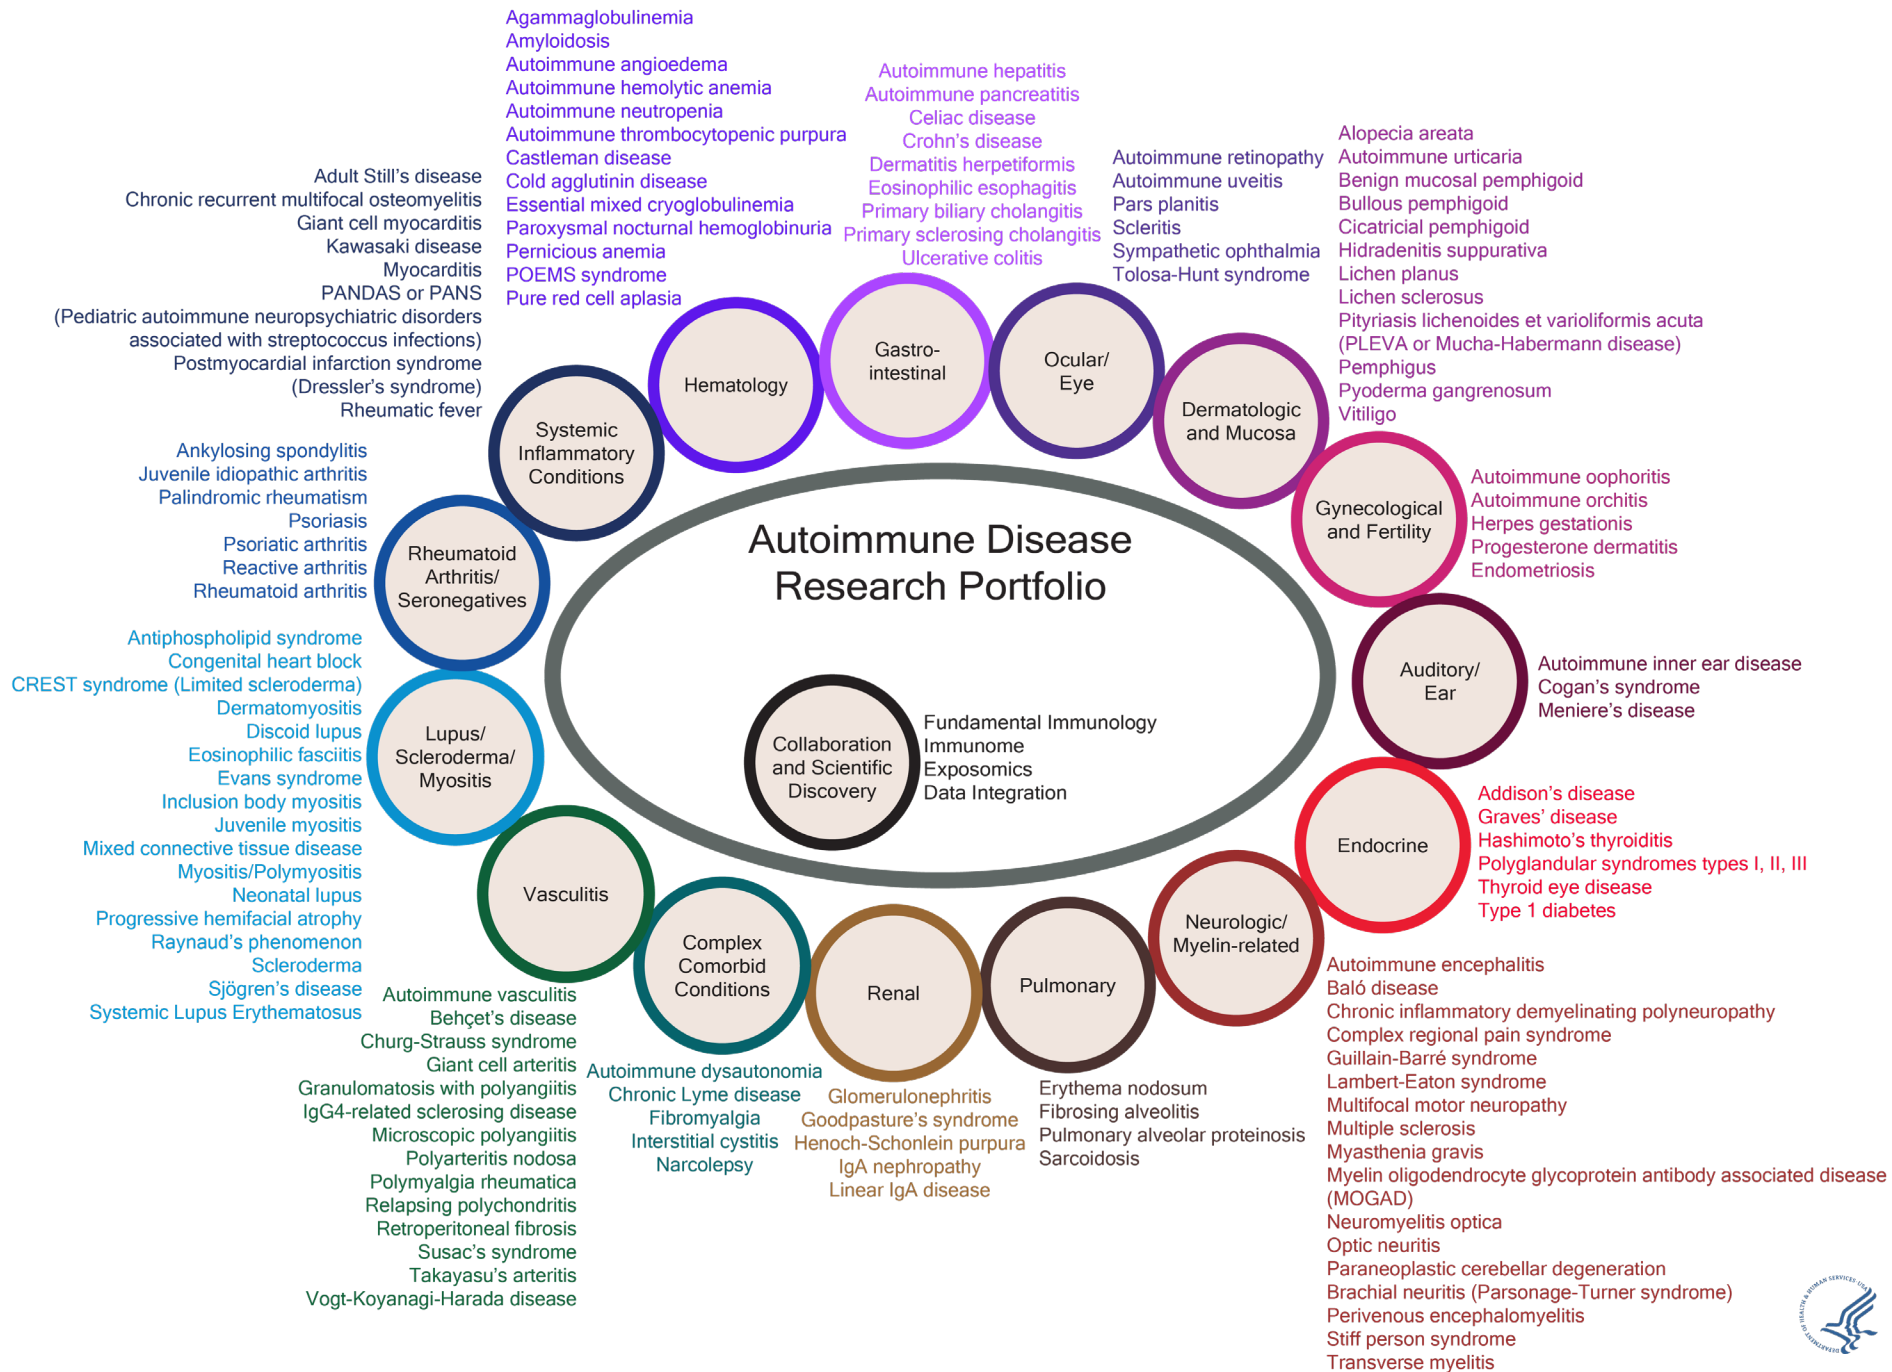 Agammaglobulinemia
Amyloidosis
Autoimmune angioedema
Autoimmune hemolytic anemia
Autoimmune neutropenia
Autoimmune thrombocytopenic purpura
Castleman disease
Cold agglutinin disease
Essential mixed cryoglobulinemia
Paroxysmal nocturnal hemoglobinuria
Pernicious anemia
POEMS syndrome
Pure red cell aplasia
Hematology
Autoimmune hepatitis
Autoimmune pancreatitis
Celiac disease
Crohn’s disease
Dermatitis herpetiformis
Eosinophilic esophagitis
Primary biliary cholangitis
Primary sclerosing cholangitis
Ulcerative colitis
Gastro-
intestinal
Autoimmune retinopathy
Autoimmune uveitis
Pars planitis
Scleritis
Sympathetic ophthalmia
Tolosa-Hunt syndrome
Ocular/
Eye
Alopecia areata
Autoimmune urticaria
Benign mucosal pemphigoid
Bullous pemphigoid
Cicatricial pemphigoid
Hidradenitis suppurativa
Lichen planus
Lichen sclerosus
Pityriasis lichenoides et varioliformis acuta
(PLEVA or Mucha-Habermann disease)
Pemphigus
Pyoderma gangrenosum
Vitiligo
Dermatologic
and Mucosa
Autoimmune oophoritis
Autoimmune orchitis
Herpes gestationis
Progesterone dermatitis
Endometriosis
Gynecological
and Fertility
Autoimmune inner ear disease
Cogan’s syndrome
Meniere’s disease
Auditory/
Ear
Addison’s disease
Graves’ disease
Hashimoto’s thyroiditis
Polyglandular syndromes types I, II, III
Thyroid eye disease
Type 1 diabetes
Endocrine
Neurologic/
Myelin-related
Autoimmune encephalitis
Baló disease
Chronic inflammatory demyelinating polyneuropathy
Complex regional pain syndrome
Guillain-Barré syndrome
Lambert-Eaton syndrome
Multifocal motor neuropathy
Multiple sclerosis
Myasthenia gravis
Myelin oligodendrocyte glycoprotein antibody associated disease
(MOGAD)
Neuromyelitis optica
Optic neuritis
Paraneoplastic cerebellar degeneration
Brachial neuritis (Parsonage-Turner syndrome)
Perivenous encephalomyelitis
Stiff person syndrome
Transverse myelitis
Pulmonary
Erythema nodosum
Fibrosing alveolitis
Pulmonary alveolar proteinosis
Sarcoidosis
Renal
Glomerulonephritis
Goodpasture’s syndrome
Henoch-Schonlein purpura
IgA nephropathy
Linear IgA disease
Complex
Comorbid
Conditions
Autoimmune dysautonomia
Chronic Lyme disease
Fibromyalgia
Interstitial cystitis
Narcolepsy
Vasculitis
Autoimmune vasculitis
Behçet’s disease
Churg-Strauss syndrome
Giant cell arteritis
Granulomatosis with polyangiitis
IgG4-related sclerosing disease
Microscopic polyangiitis
Polyarteritis nodosa
Polymyalgia rheumatica
Relapsing polychondritis
Retroperitoneal fibrosis
Susac’s syndrome
Takayasu’s arteritis
Vogt-Koyanagi-Harada disease
Lupus/
Scleroderma/
Myositis
Antiphospholipid syndrome
Congenital heart block
CREST syndrome (Limited scleroderma)
Dermatomyositis
Discoid lupus
Eosinophilic fasciitis
Evans syndrome
Inclusion body myositis
Juvenile myositis
Mixed connective tissue disease
Myositis/Polymyositis
Neonatal lupus
Progressive hemifacial atrophy
Raynaud’s phenomenon
Scleroderma
Sjögren’s disease
Systemic Lupus Erythematosus
Rheumatoid
Arthritis/
Seronegatives
Ankylosing spondylitis
Juvenile idiopathic arthritis
Palindromic rheumatism
Psoriasis
Psoriatic arthritis
Reactive arthritis
Rheumatoid arthritis
Systemic
Inflammatory
Conditions
Adult Still’s disease
Chronic recurrent multifocal osteomyelitis
Giant cell myocarditis
Kawasaki disease
Myocarditis
PANDAS or PANS
(Pediatric autoimmune neuropsychiatric disorders
associated with streptococcus infections)
Postmyocardial infarction syndrome
(Dressler’s syndrome)
Rheumatic fever
Autoimmune Disease
Research Portfolio
Collaboration
and Scientific
Discovery
Fundamental Immunology
Immunome
Exposomics
Data Integration
DEPARTMENT OF HEALTH & HUMAN SERVICES · USA